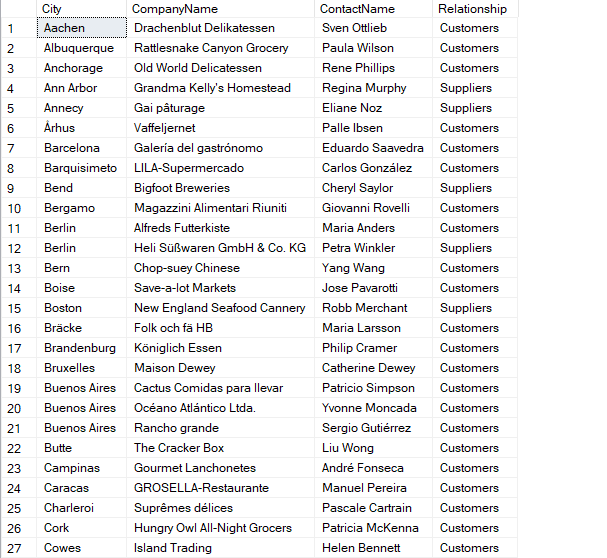 City CompanyName ContactName Relationship
1 Aachen Drachenblut Delikatessen Sven Ottlieb Customers
2 Albuquerque Rattlesnake Canyon Grocery Paula Wilson Customers
3 Anchorage Old World Delicatessen Rene Phillips Customers
4 Ann Arbor Grandma Kelly's Homestead Regina Murphy Suppliers
5 Annecy Gai pâturage Eliane Noz Suppliers
6 Århus Vaffeljernet Palle Ibsen Customers
7 Barcelona Galería del gastrónomo Eduardo Saavedra Customers
8 Barquisimeto LILA-Supermercado Carlos González Customers
9 Bend Bigfoot Breweries Cheryl Saylor Suppliers
10 Bergamo Magazzini Alimentari Riuniti Giovanni Rovelli Customers
11 Berlin Alfreds Futterkiste Maria Anders Customers
12 Berlin Heli Süßwaren GmbH & Co. KG Petra Winkler Suppliers
13 Bern Chop-suey Chinese Yang Wang Customers
14 Boise Save-a-lot Markets Jose Pavarotti Customers
15 Boston New England Seafood Cannery Robb Merchant Suppliers
16 Bräcke Folk och fä HB Maria Larsson Customers
17 Brandenburg Königlich Essen Philip Cramer Customers
18 Bruxelles Maison Dewey Catherine Dewey Customers
19 Buenos Aires Cactus Comidas para llevar Patricio Simpson Customers
20 Buenos Aires Océano Atlántico Ltda. Yvonne Moncada Customers
21 Buenos Aires Rancho grande Sergio Gutiérrez Customers
22 Butte The Cracker Box Liu Wong Customers
23 Campinas Gourmet Lanchonetes André Fonseca Customers
24 Caracas GROSELLA-Restaurante Manuel Pereira Customers
25 Charleroi Suprêmes délices Pascale Cartrain Customers
26 Cork Hungry Owl All-Night Grocers Patricia McKenna Customers
27 Cowes Island Trading Helen Bennett Customers